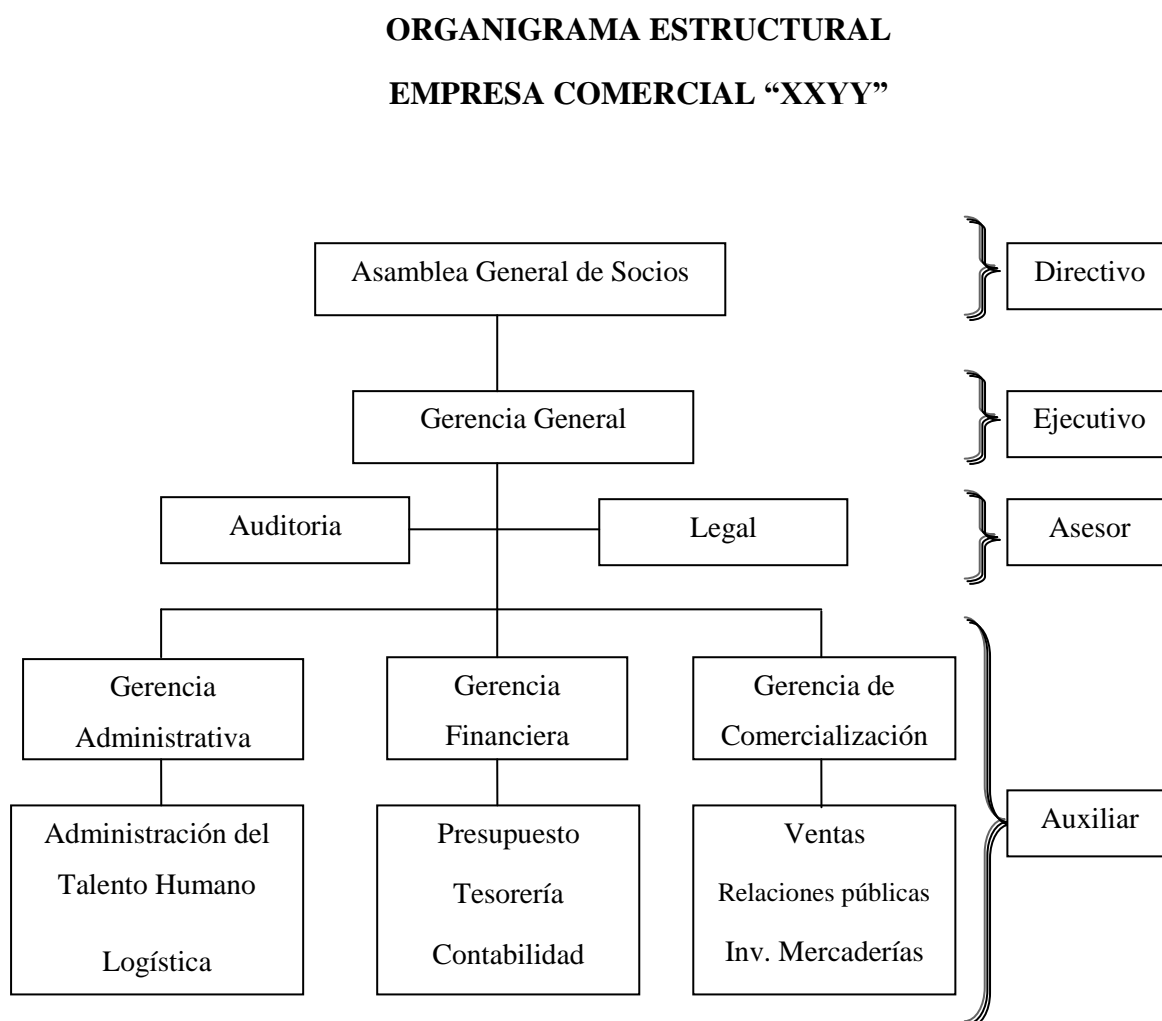 ORGANIGRAMA ESTRUCTURAL
EMPRESA COMERCIAL “XXYY”
Asamblea General de Socios
Directivo
Gerencia General
Ejecutivo
Auditoria
Legal
Asesor
Gerencia
Administrativa
Gerencia
Financiera
Gerencia de
Comercialización
Administración del
Talento Humano
Logística
Presupuesto
Tesorería
Contabilidad
Ventas
Relaciones públicas
Inv. Mercaderías
Auxiliar